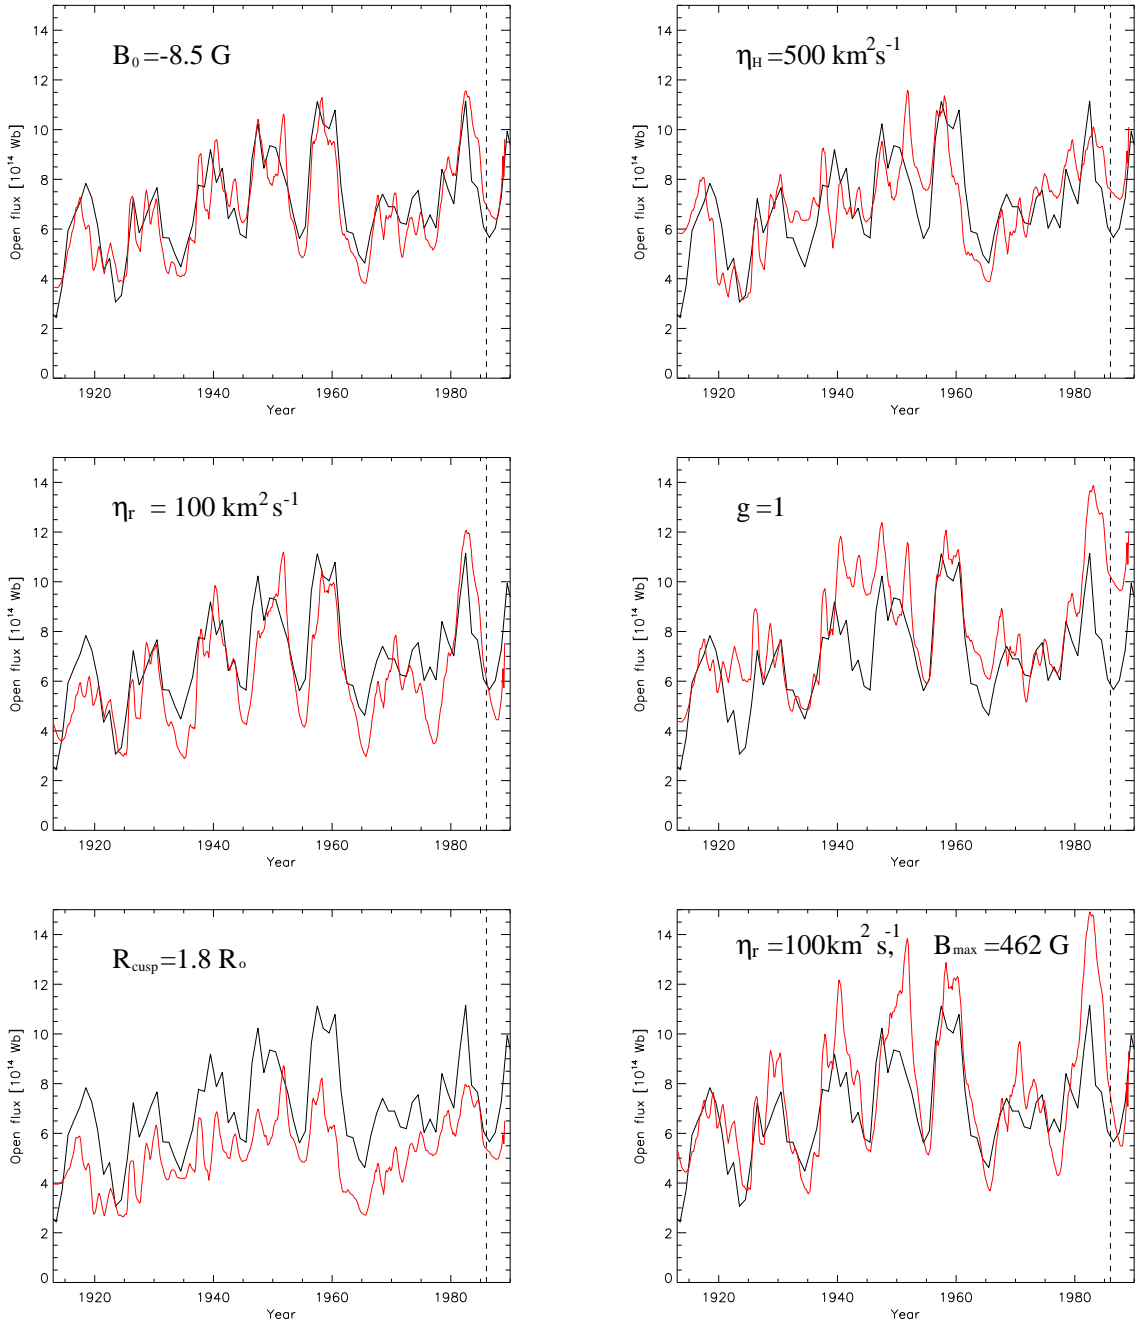 B₀ =-8.5 G
Open flux [10¹⁴ Wb]
14
12
10
8
6
4
2
0
1920 1940 1960 1980
Year
η_H =500 km²s⁻¹
Open flux [10¹⁴ Wb]
14
12
10
8
6
4
2
0
1920 1940 1960 1980
Year
η_r = 100 km² s⁻¹
Open flux [10¹⁴ Wb]
14
12
10
8
6
4
2
0
1920 1940 1960 1980
Year
g =1
Open flux [10¹⁴ Wb]
14
12
10
8
6
4
2
0
1920 1940 1960 1980
Year
R_cusp =1.8 R₀
Open flux [10¹⁴ Wb]
14
12
10
8
6
4
2
0
1920 1940 1960 1980
Year
η_r =100km² s⁻¹, B_max =462 G
Open flux [10¹⁴ Wb]
14
12
10
8
6
4
2
0
1920 1940 1960 1980
Year